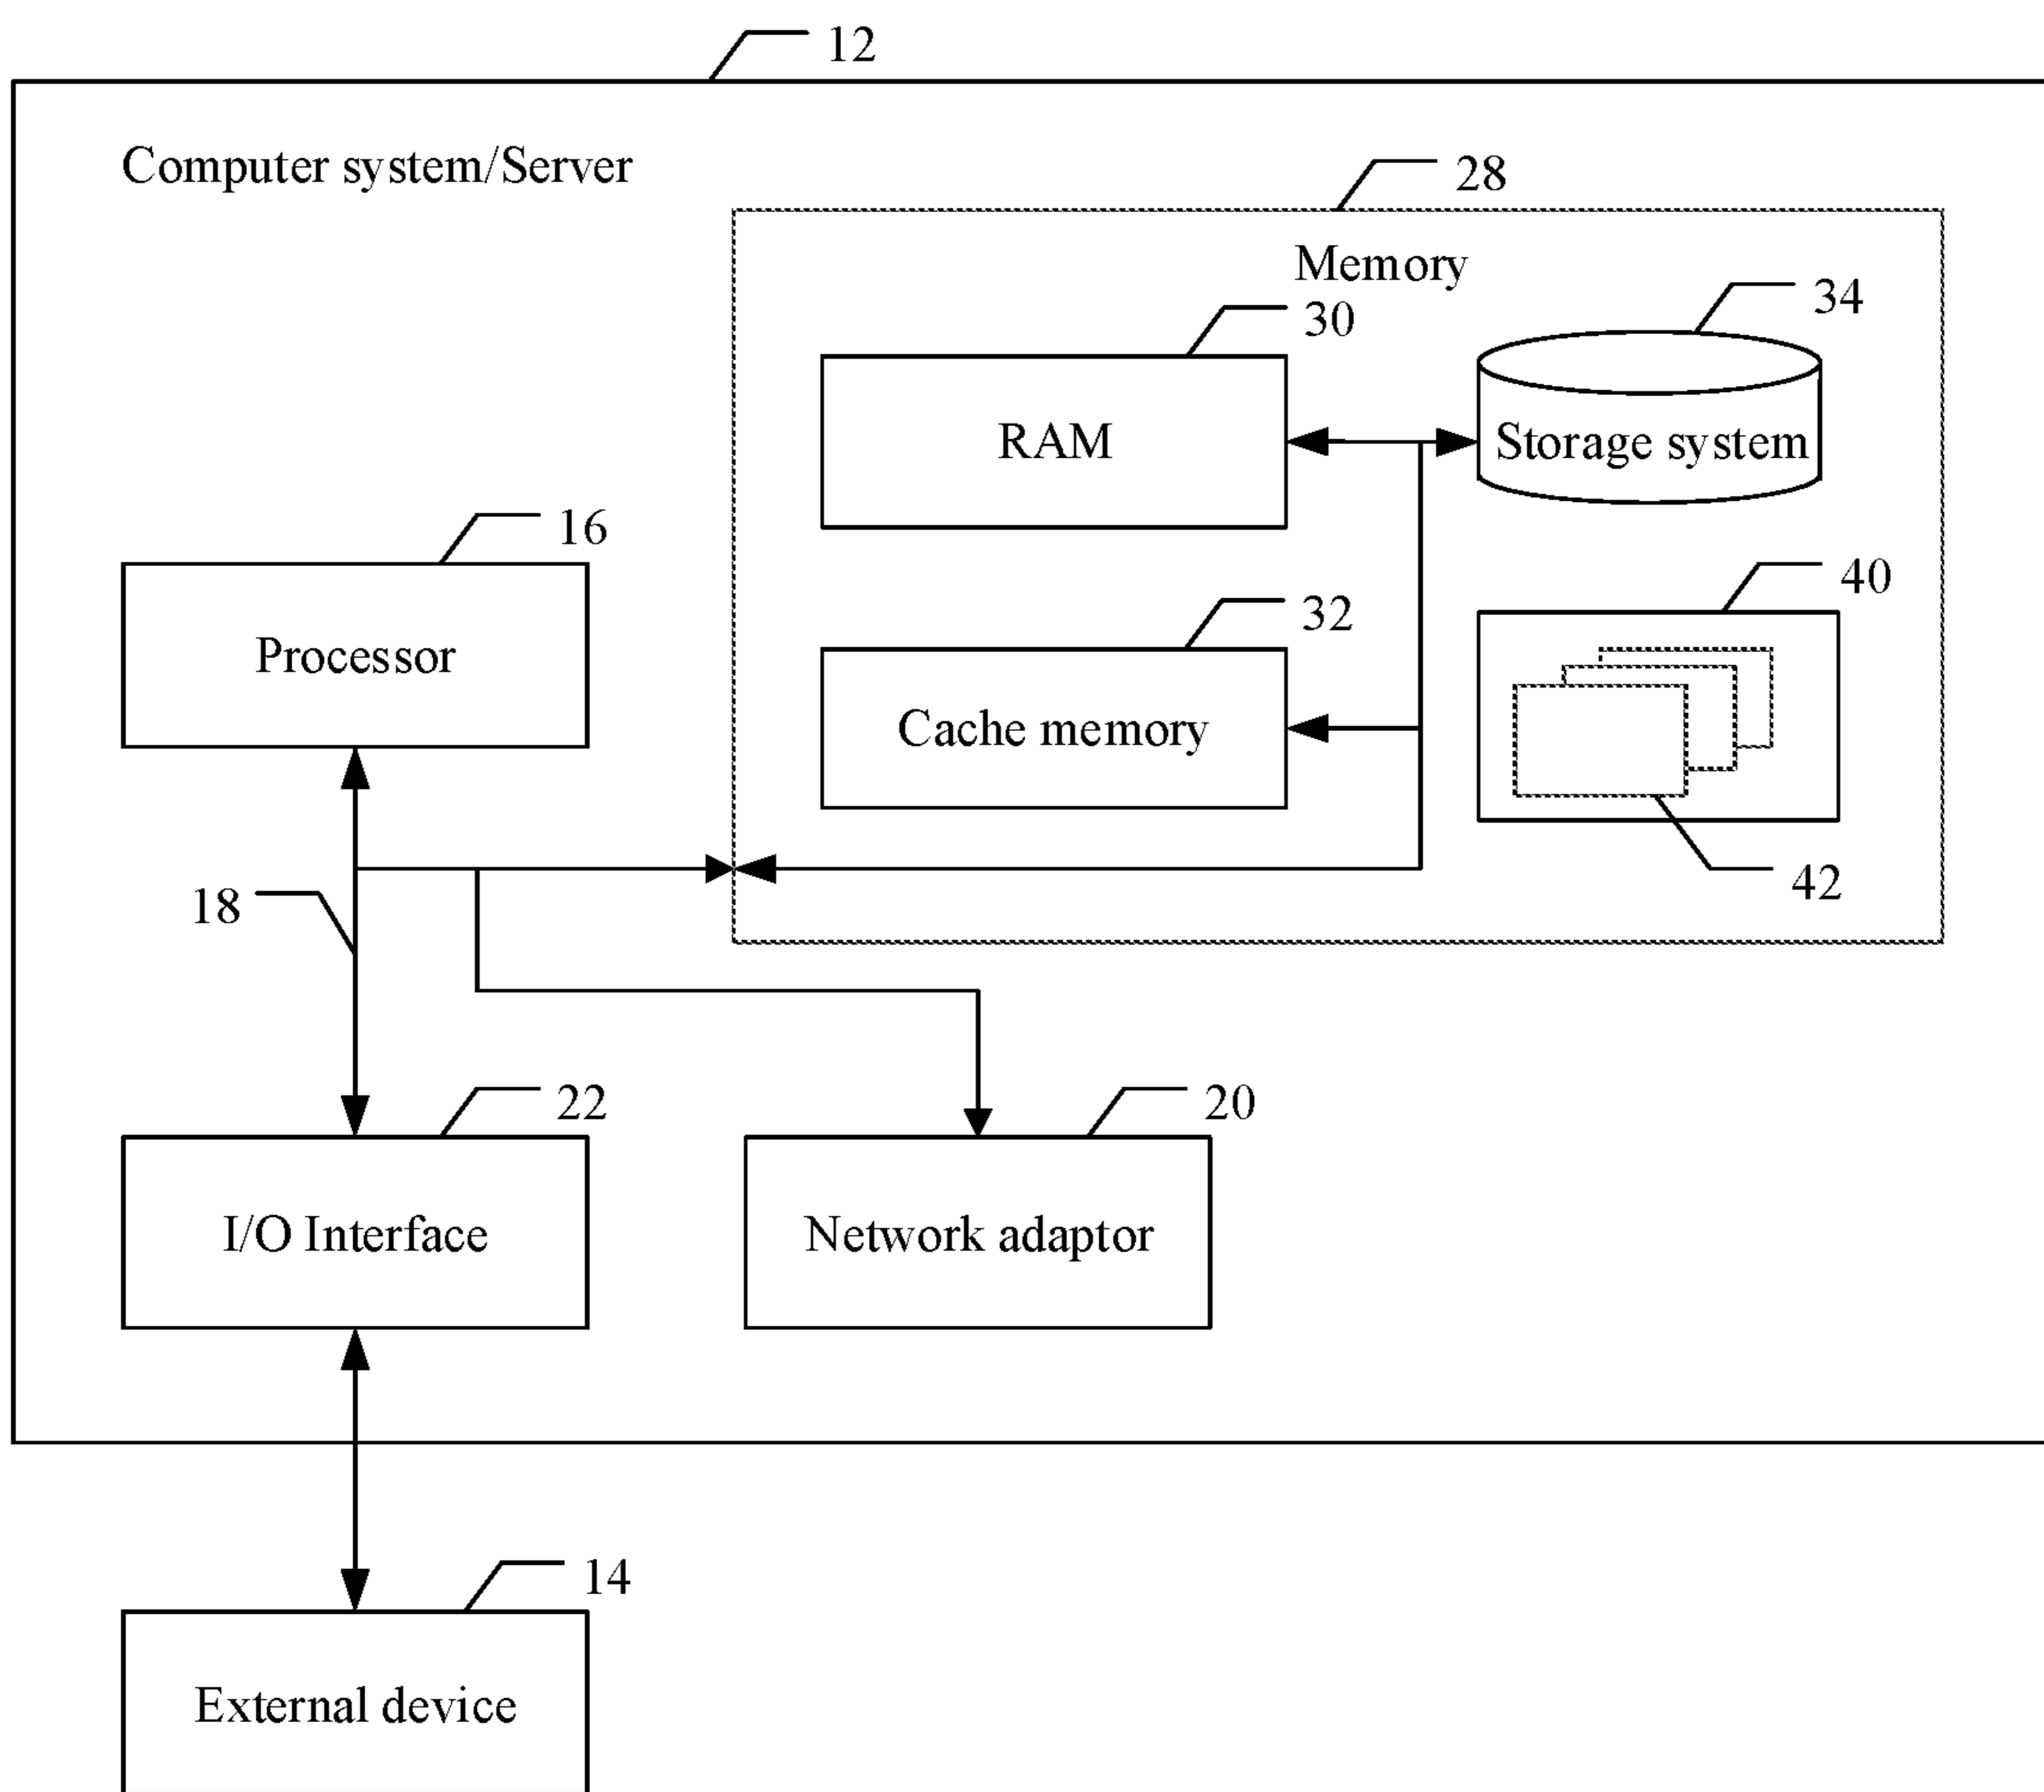 12
Computer system/Server
28
Memory
34
30
RAM
Storage system
16
40
32
Processor
Cache memory
42
18
22
20
I/O Interface
Network adaptor
14
External device